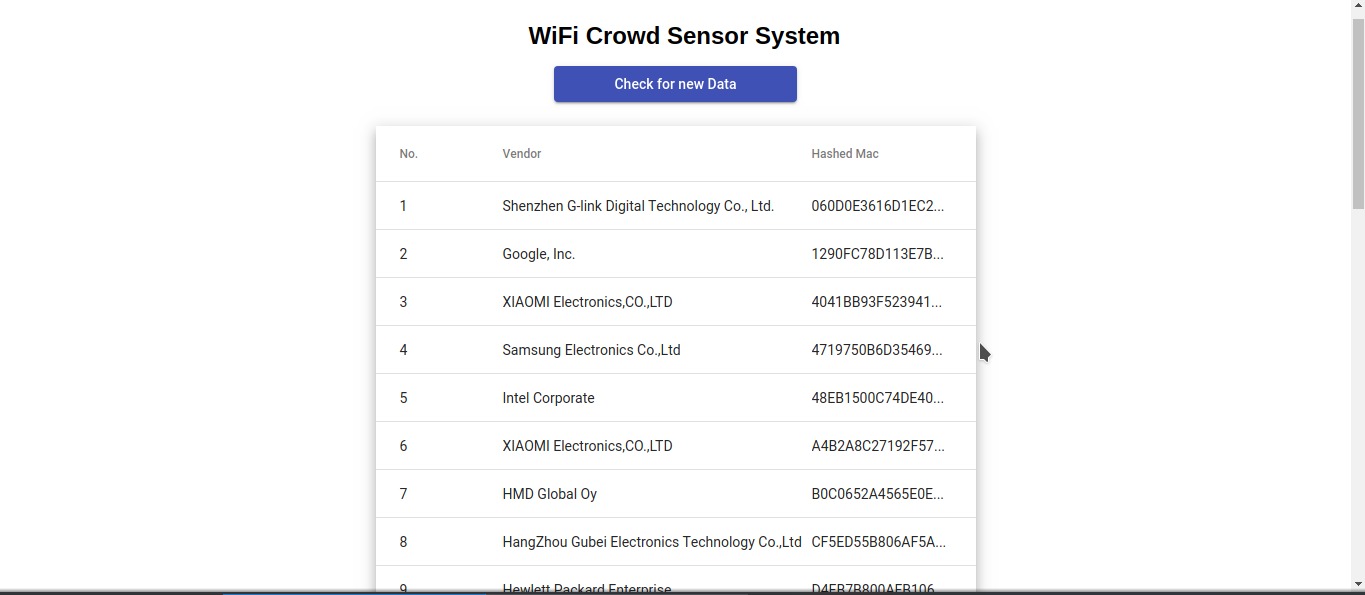 WiFi Crowd Sensor System
Check for new Data
No. Vendor Hashed Mac
1 Shenzhen G-link Digital Technology Co., Ltd. 060D0E3616D1EC2...
2 Google, Inc. 1290FC78D113E7B...
3 XIAOMI Electronics,CO.,LTD 4041BB93F523941...
4 Samsung Electronics Co.,Ltd 4719750B6D35469...
5 Intel Corporate 48EB1500C74DE40...
6 XIAOMI Electronics,CO.,LTD A4B2A8C27192F57...
7 HMD Global Oy B0C0652A4565E0E...
8 HangZhou Gubei Electronics Technology Co.,Ltd CF5ED55B806AF5A...
9 Hewlett Packard Enterprise D4EB7B800AEB106...